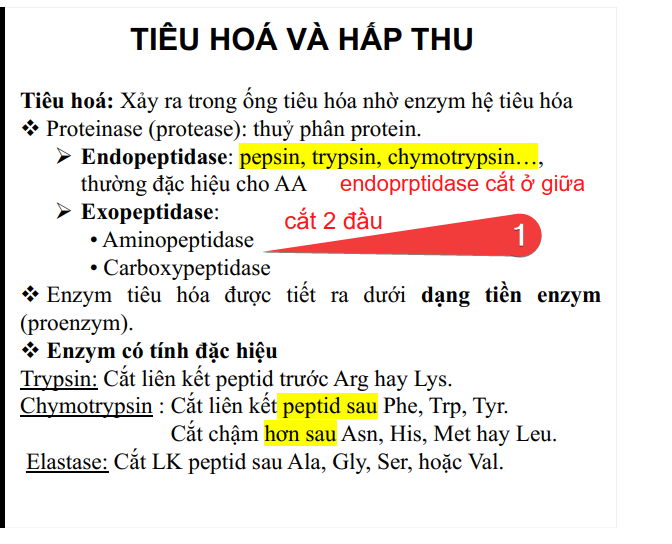 TIÊU HOÁ VÀ HẤP THU
Tiêu hoá: Xảy ra trong ống tiêu hóa nhờ enzym hệ tiêu hóa
❖ Proteinase (protease): thuỷ phân protein.
➢ Endopeptidase: pepsin, trypsin, chymotrypsin…,
thường đặc hiệu cho AA endoprptidase cắt ở giữa
➢ Exopeptidase:
cắt 2 đầu
• Aminopeptidase
1
• Carboxypeptidase
❖ Enzym tiêu hóa được tiết ra dưới dạng tiền enzym
(proenzym).
❖ Enzym có tính đặc hiệu
Trypsin: Cắt liên kết peptid trước Arg hay Lys.
Chymotrypsin : Cắt liên kết peptid sau Phe, Trp, Tyr.
Cắt chậm hơn sau Asn, His, Met hay Leu.
Elastase: Cắt LK peptid sau Ala, Gly, Ser, hoặc Val.